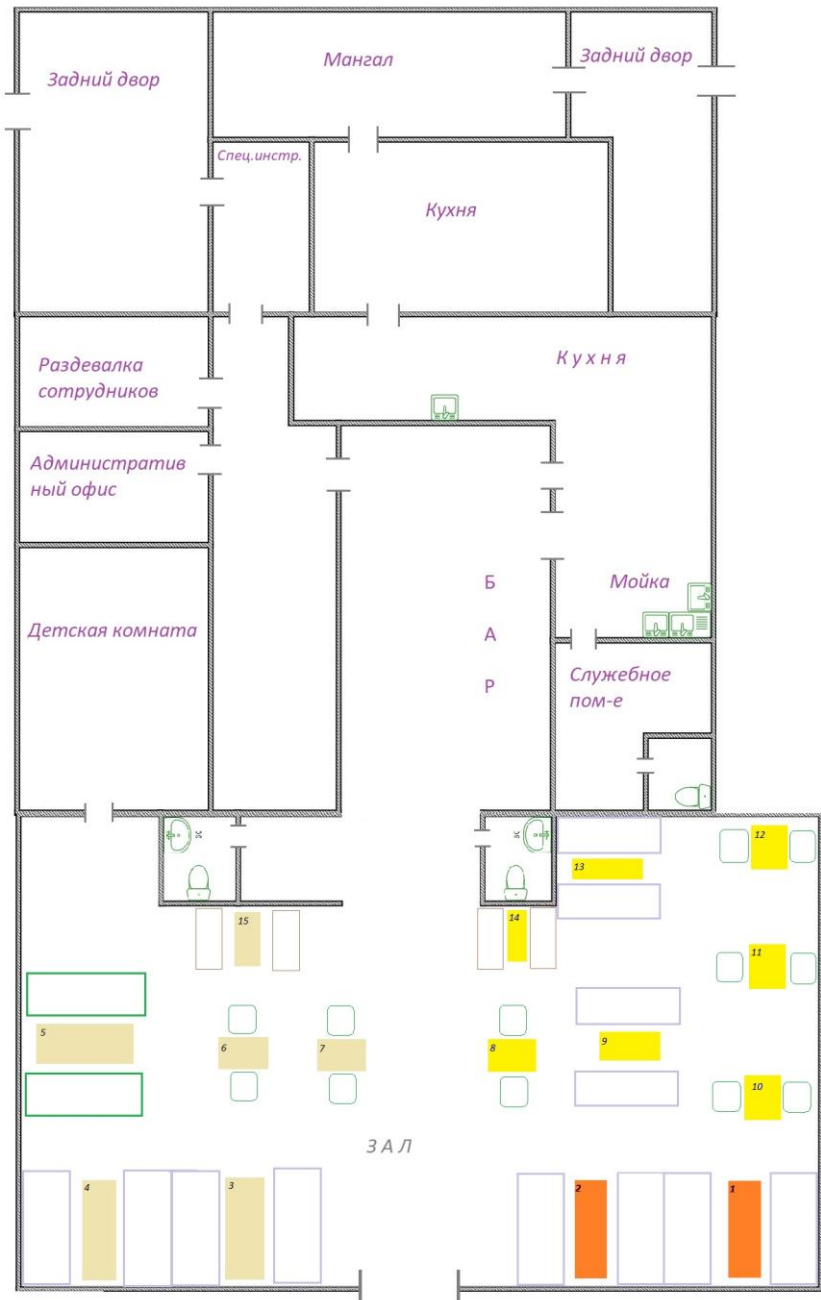 Задний двор
Мангал
Задний двор
Спец.инстр.
Кухня
К у х н я
Раздевалка
сотрудников
Административ
ный офис
Б
А
Р
Мойка
Детская комната
Служебное
пом-е
12
13
14
15
11
5
6
7
8
9
10
З А Л
4
3
2
1